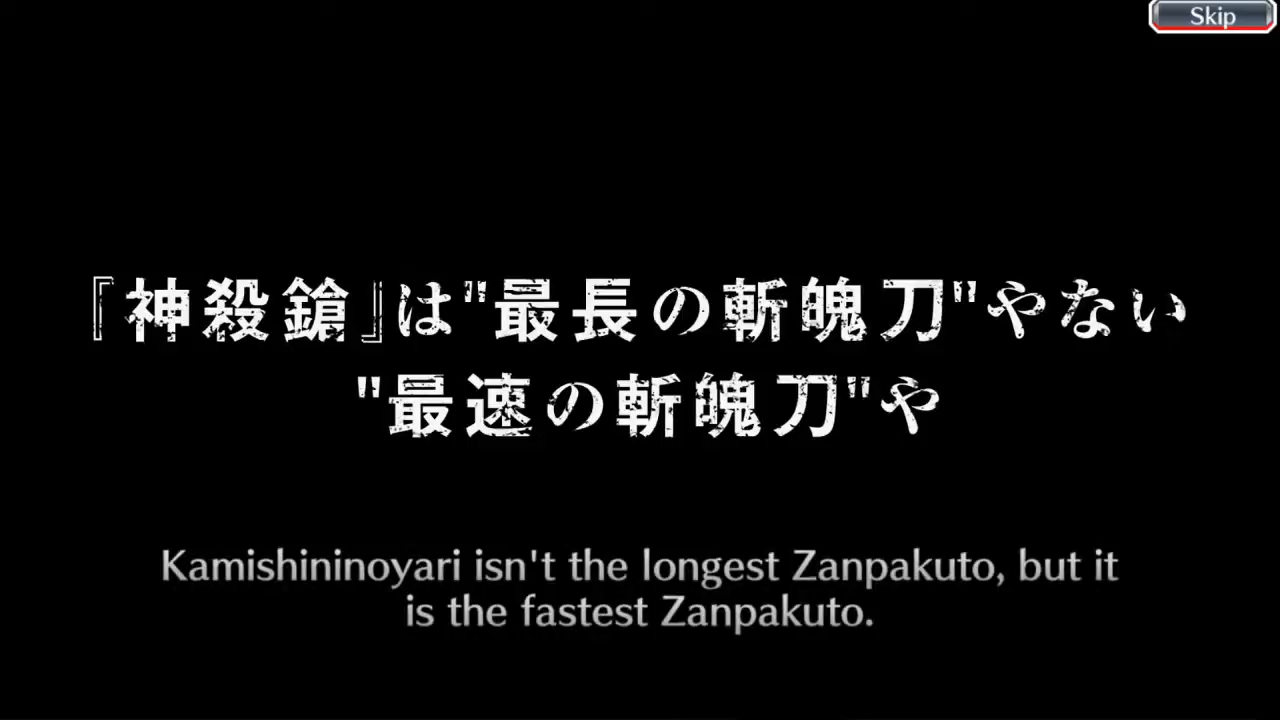 Skip
『神殺鎗』は"最長の斬魄刀"やない
"最速の斬魄刀"や
Kamishininoyari isn't the longest Zanpakuto, but it
is the fastest Zanpakuto.